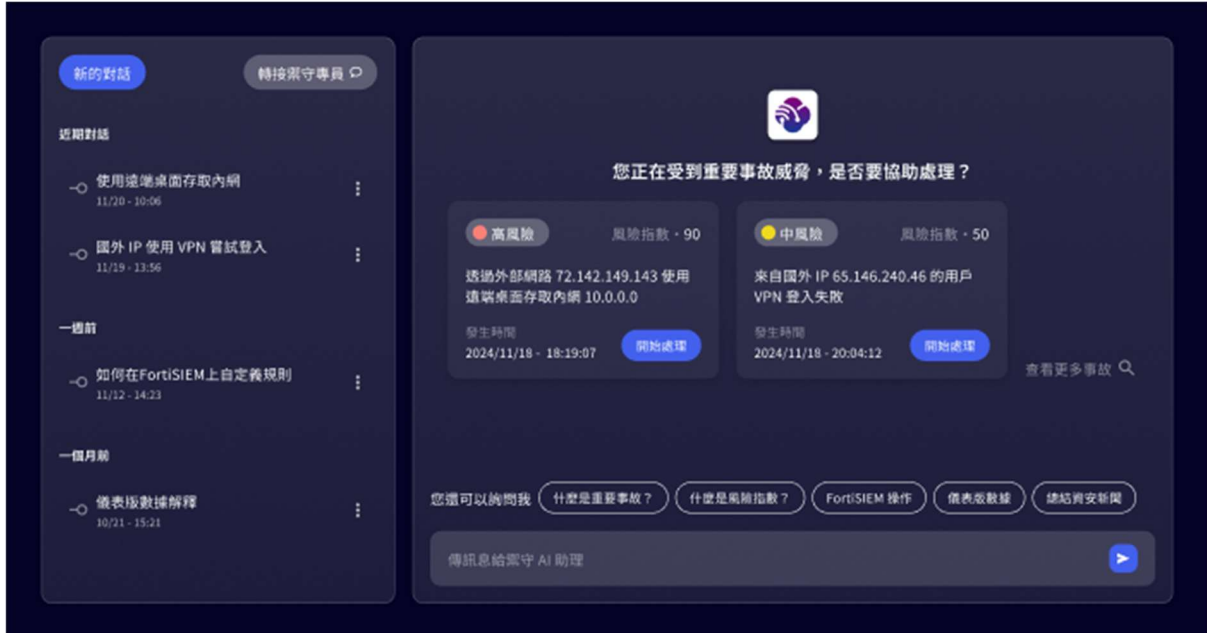 新的對話
轉接禦守專員
近期對話
使用遠端桌面存取內網
11/20 - 10:06
國外 IP 使用 VPN 嘗試登入
11/19 - 13:56
一週前
如何在FortiSIEM上自定義規則
11/12 - 14:23
一個月前
儀表版數據解釋
10/21 - 15:21
您正在受到重要事故威脅，是否要協助處理？
高風險
風險指數・90
透過外部網路 72.142.149.143 使用
遠端桌面存取內網 10.0.0.0
發生時間
2024/11/18 - 18:19:07
開始處理
中風險
風險指數・50
來自國外 IP 65.146.240.46 的用戶
VPN 登入失敗
發生時間
2024/11/18 - 20:04:12
開始處理
查看更多事故
您還可以詢問我
什麼是重要事故？
什麼是風險指數？
FortiSIEM 操作
儀表版數據
總結資安新聞
傳訊息給禦守 AI 助理